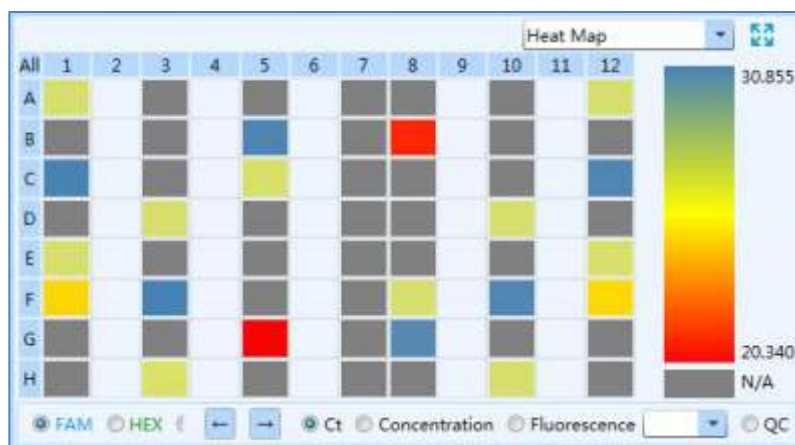 Heat Map
All 1 2 3 4 5 6 7 8 9 10 11 12
30.855
A
B
C
D
E
F
G
20.340
H
N/A
FAM HEX ← → Ct Concentration Fluorescence QC